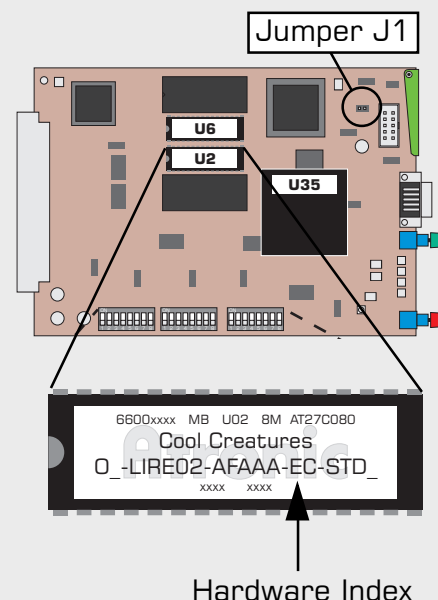 Jumper J1
U6
U2
U35
6600xxxx MB U02 8M AT27C080
Cool Creatures
Atronic
O_-LIRE02-AFAAA-EC-STD_
xxxx xxxx
Hardware Index